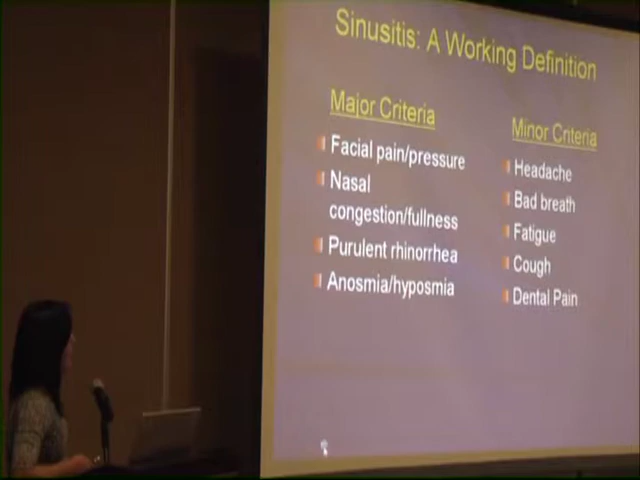 Sinusitis: A Working Definition
Major Criteria
Facial pain/pressure
Nasal
congestion/fullness
Purulent rhinorrhea
Anosmia/hyposmia
Minor Criteria
Headache
Bad breath
Fatigue
Cough
Dental Pain